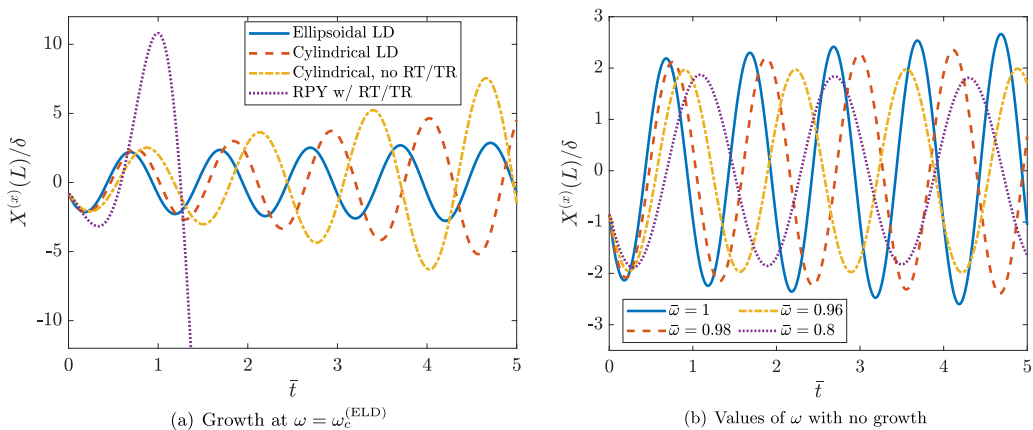 10
5
0
-5
-10
X^(x)(L)/δ
Ellipsoidal LD
Cylindrical LD
Cylindrical, no RT/TR
RPY w/ RT/TR
0 1 2 3 4 5
t̄
(a) Growth at ω = ω_c^(ELD)
3
2
1
0
-1
-2
-3
X^(x)(L)/δ
ω̄ = 1 ω̄ = 0.96
ω̄ = 0.98 ω̄ = 0.8
0 1 2 3 4 5
t̄
(b) Values of ω with no growth